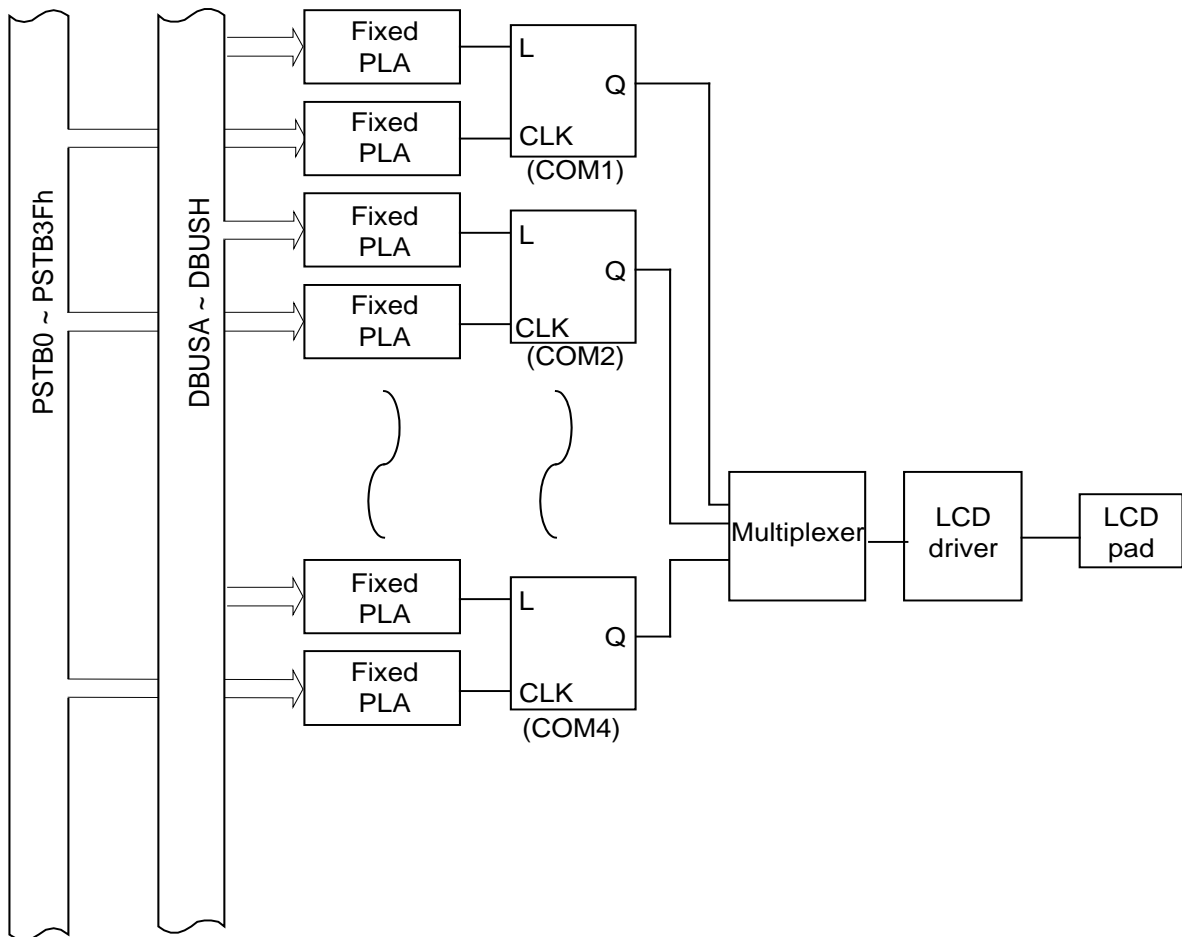 PSTB0 ~ PSTB3Fh
DBUSA ~ DBUSH
Fixed
PLA
L
Q
Fixed
PLA
CLK
(COM1)
Fixed
PLA
L
Q
Fixed
PLA
CLK
(COM2)
Multiplexer
LCD
driver
LCD
pad
Fixed
PLA
L
Q
Fixed
PLA
CLK
(COM4)